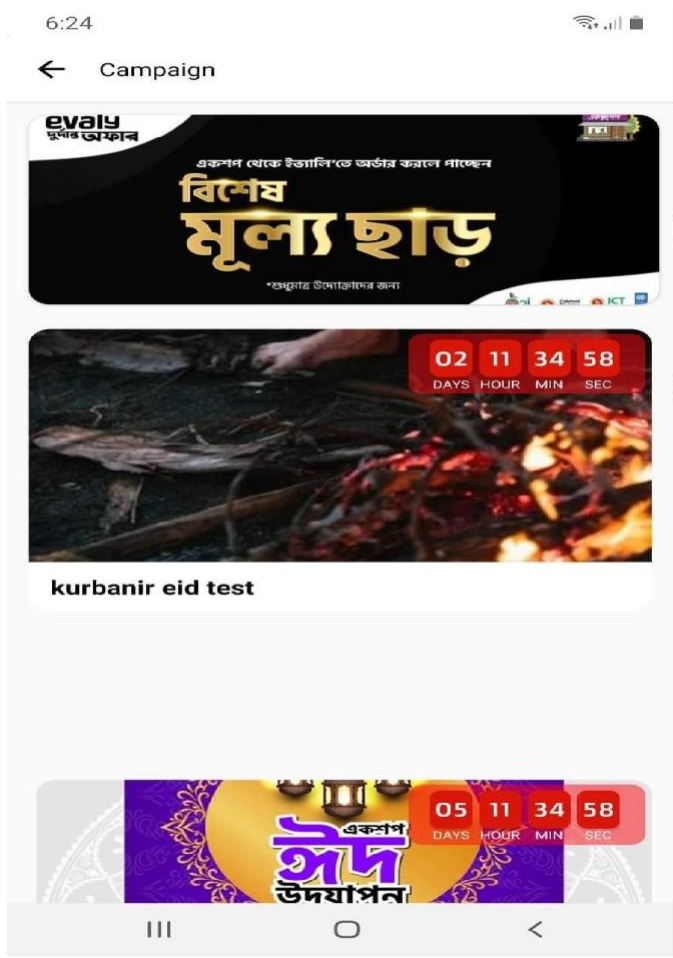 6:24
Campaign
evaly
দুর্দান্ত অফার
একশপ থেকে ইভ্যালি'তে অর্ডার করলে পাচ্ছেন
বিশেষ
মূল্য ছাড়
*শুধুমাত্র উদ্যোক্তাদের জন্য
ICT
02 11 34 58
DAYS HOUR MIN SEC
kurbanir eid test
05 11 34 58
DAYS HOUR MIN SEC
একশপ
ঈদ
উদযাপন